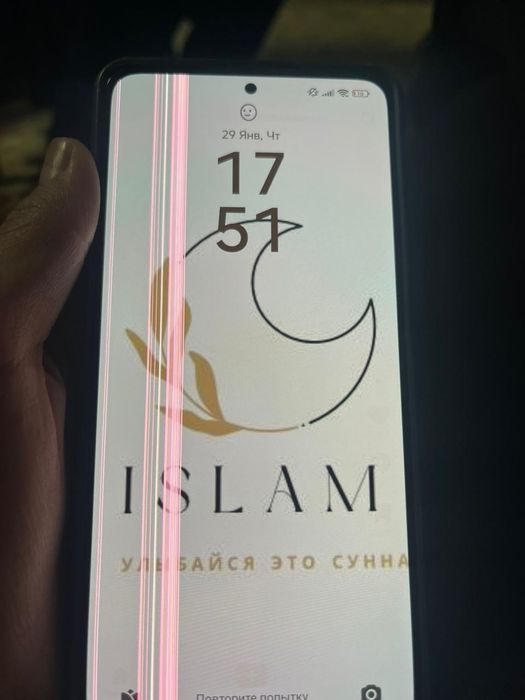 29 Янв, Чт
17
51
ISLAM
УЛЫБАЙСЯ ЭТО СУННА
Повторите попытку